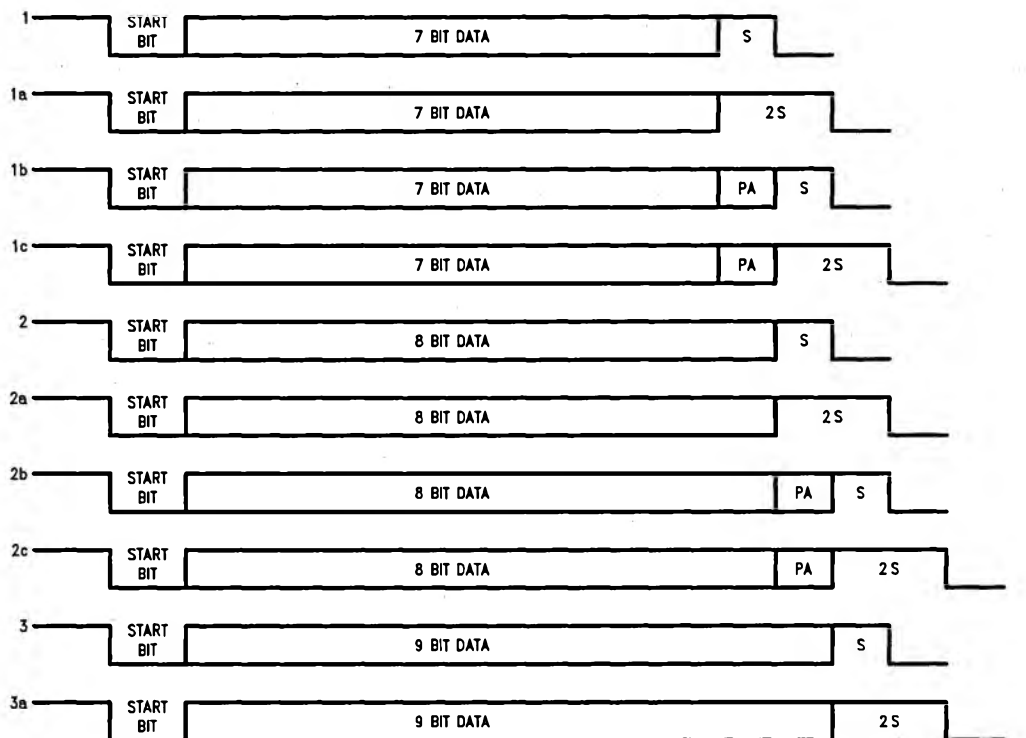 1 START BIT 7 BIT DATA S
1a START BIT 7 BIT DATA 2S
1b START BIT 7 BIT DATA PA S
1c START BIT 7 BIT DATA PA 2S
2 START BIT 8 BIT DATA S
2a START BIT 8 BIT DATA 2S
2b START BIT 8 BIT DATA PA S
2c START BIT 8 BIT DATA PA 2S
3 START BIT 9 BIT DATA S
3a START BIT 9 BIT DATA 2S